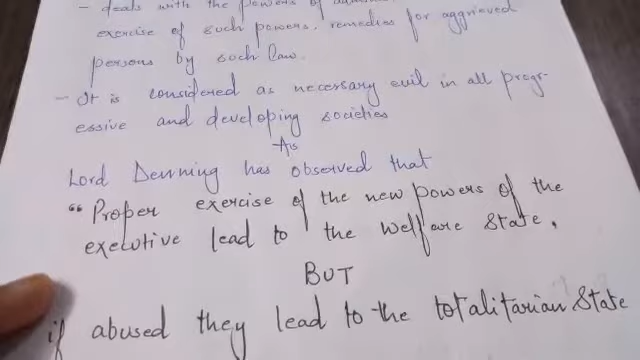 - deals with the powers of
exercise of such powers, remedies for aggrieved
persons by such law.
- It is considered as necessary evil in all progr-
essive and developing societies
As
Lord Denning has observed that
"Proper exercise of the new powers of the
executive lead to the welfare state.
BUT
if abused they lead to the totalitarian state